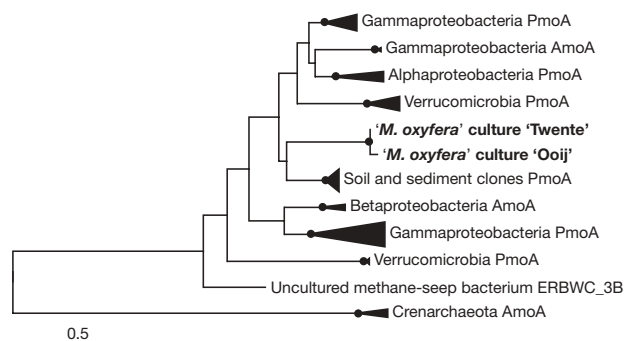 Gammaproteobacteria PmoA
Gammaproteobacteria AmoA
Alphaproteobacteria PmoA
Verrucomicrobia PmoA
‘M. oxyfera’ culture ‘Twente’
‘M. oxyfera’ culture ‘Ooij’
Soil and sediment clones PmoA
Betaproteobacteria AmoA
Gammaproteobacteria PmoA
Verrucomicrobia PmoA
Uncultured methane-seep bacterium ERBWC_3B
Crenarchaeota AmoA
0.5